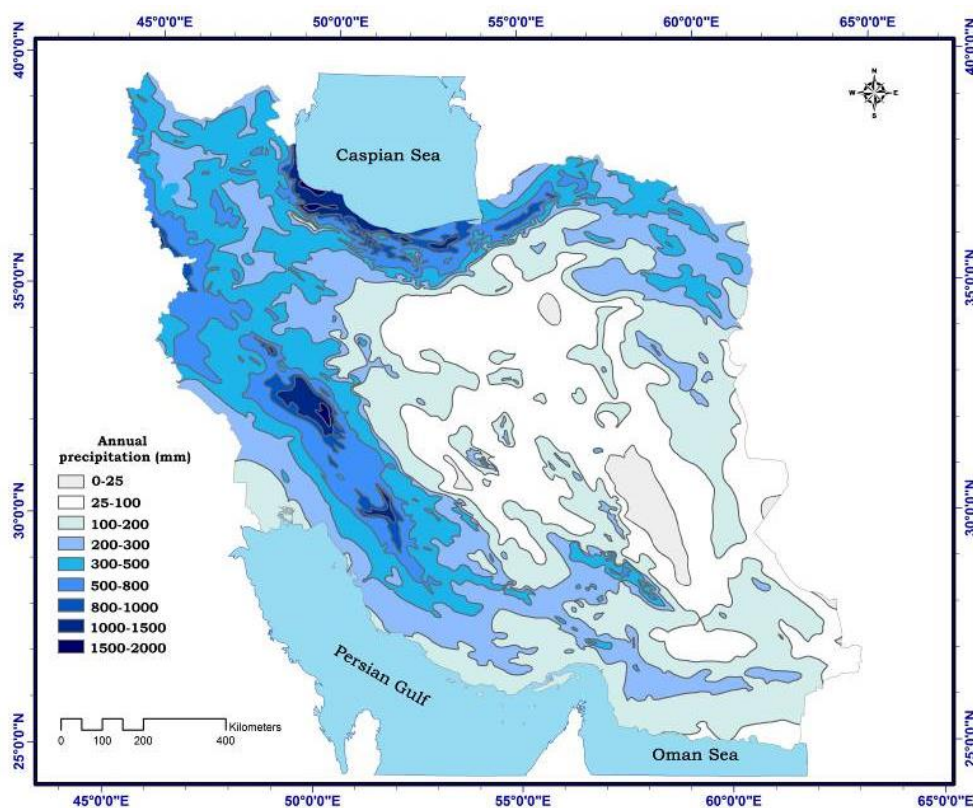 45°0'0"E 50°0'0"E 55°0'0"E 60°0'0"E 65°0'0"E
40°0'0"N 40°0'0"N
N
W E
S
Caspian Sea
35°0'0"N 35°0'0"N
Annual
precipitation (mm)
0-25
25-100
100-200
200-300
300-500
500-800
800-1000
1000-1500
1500-2000
30°0'0"N 30°0'0"N
Persian Gulf
Oman Sea
Kilometers
0 100 200 400
25°0'0"N 25°0'0"N
45°0'0"E 50°0'0"E 55°0'0"E 60°0'0"E 65°0'0"E